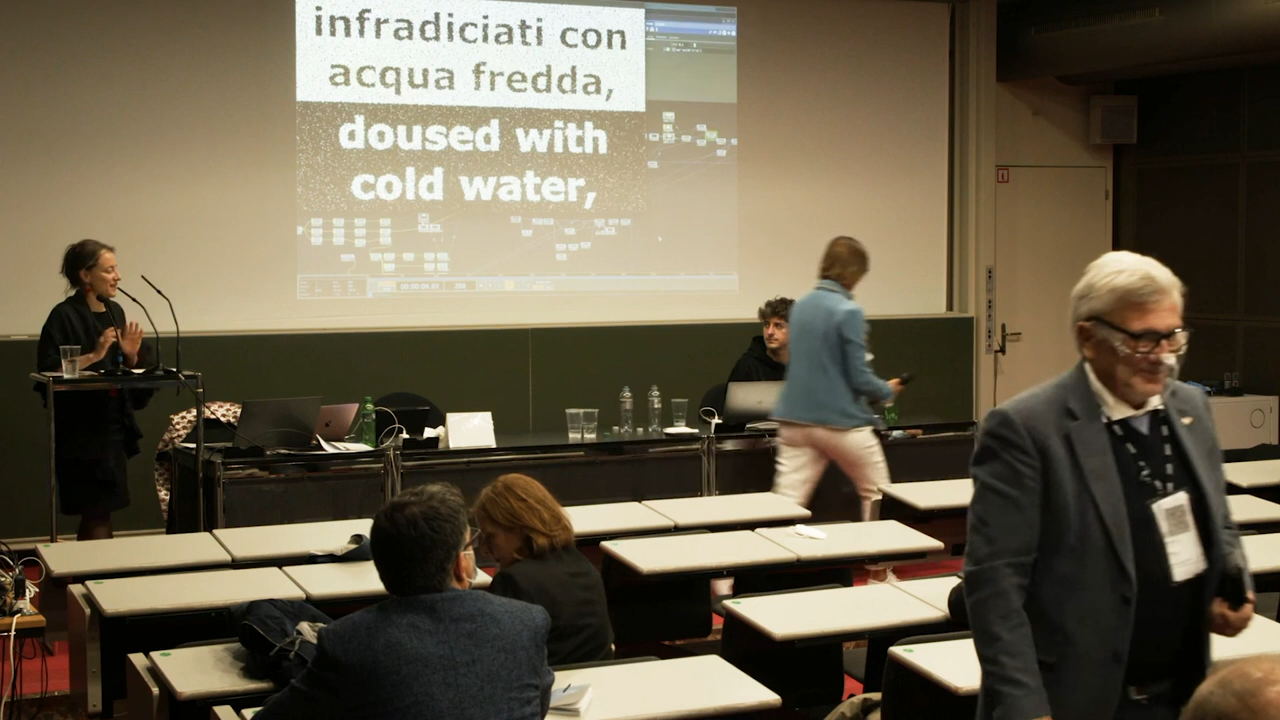 infradiciati con
acqua fredda,
doused with
cold water,